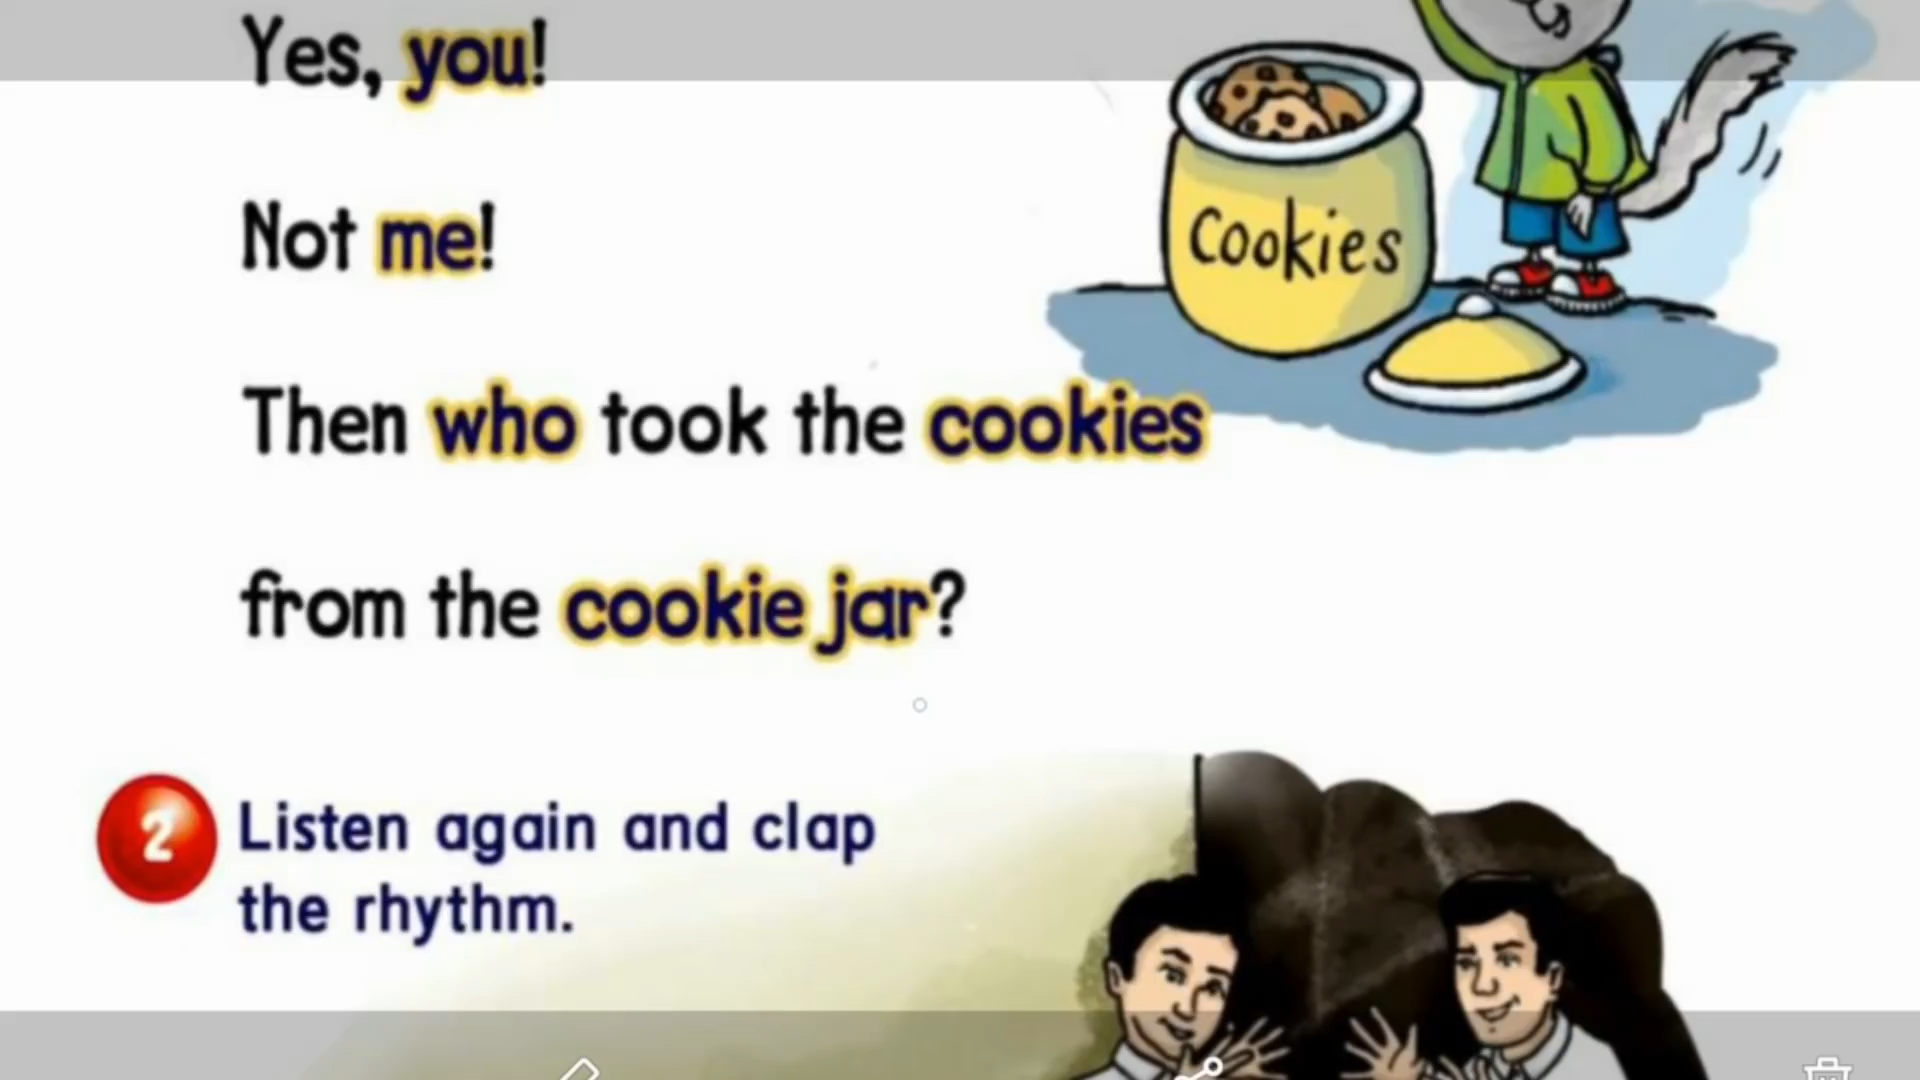 Yes, you!
Not me!
Cookies
Then who took the cookies
from the cookie jar?
2 Listen again and clap
the rhythm.